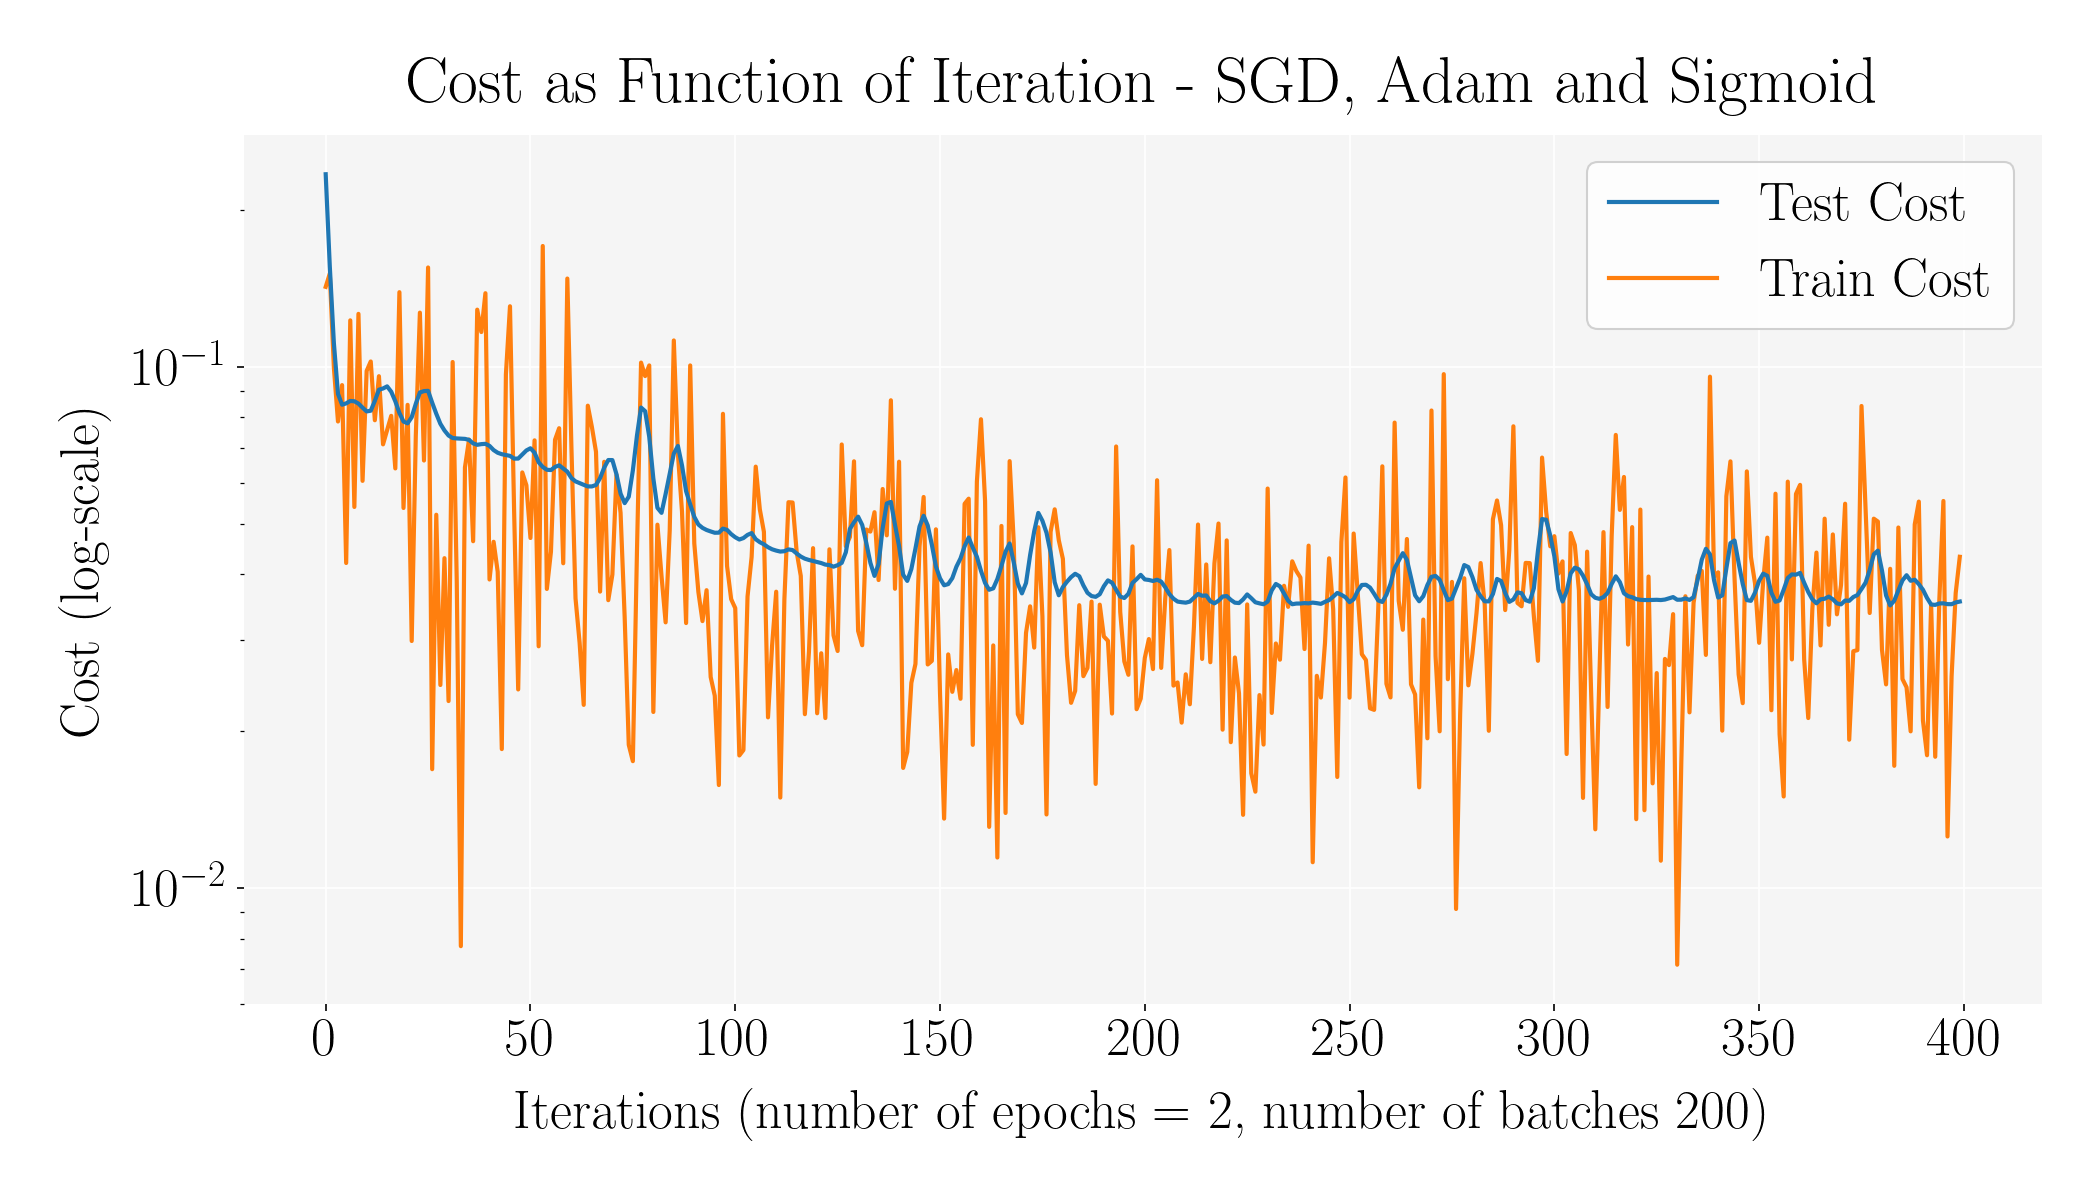 Cost as Function of Iteration - SGD, Adam and Sigmoid
Test Cost
Train Cost
Cost (log-scale)
10⁻¹
10⁻²
0 50 100 150 200 250 300 350 400
Iterations (number of epochs = 2, number of batches 200)